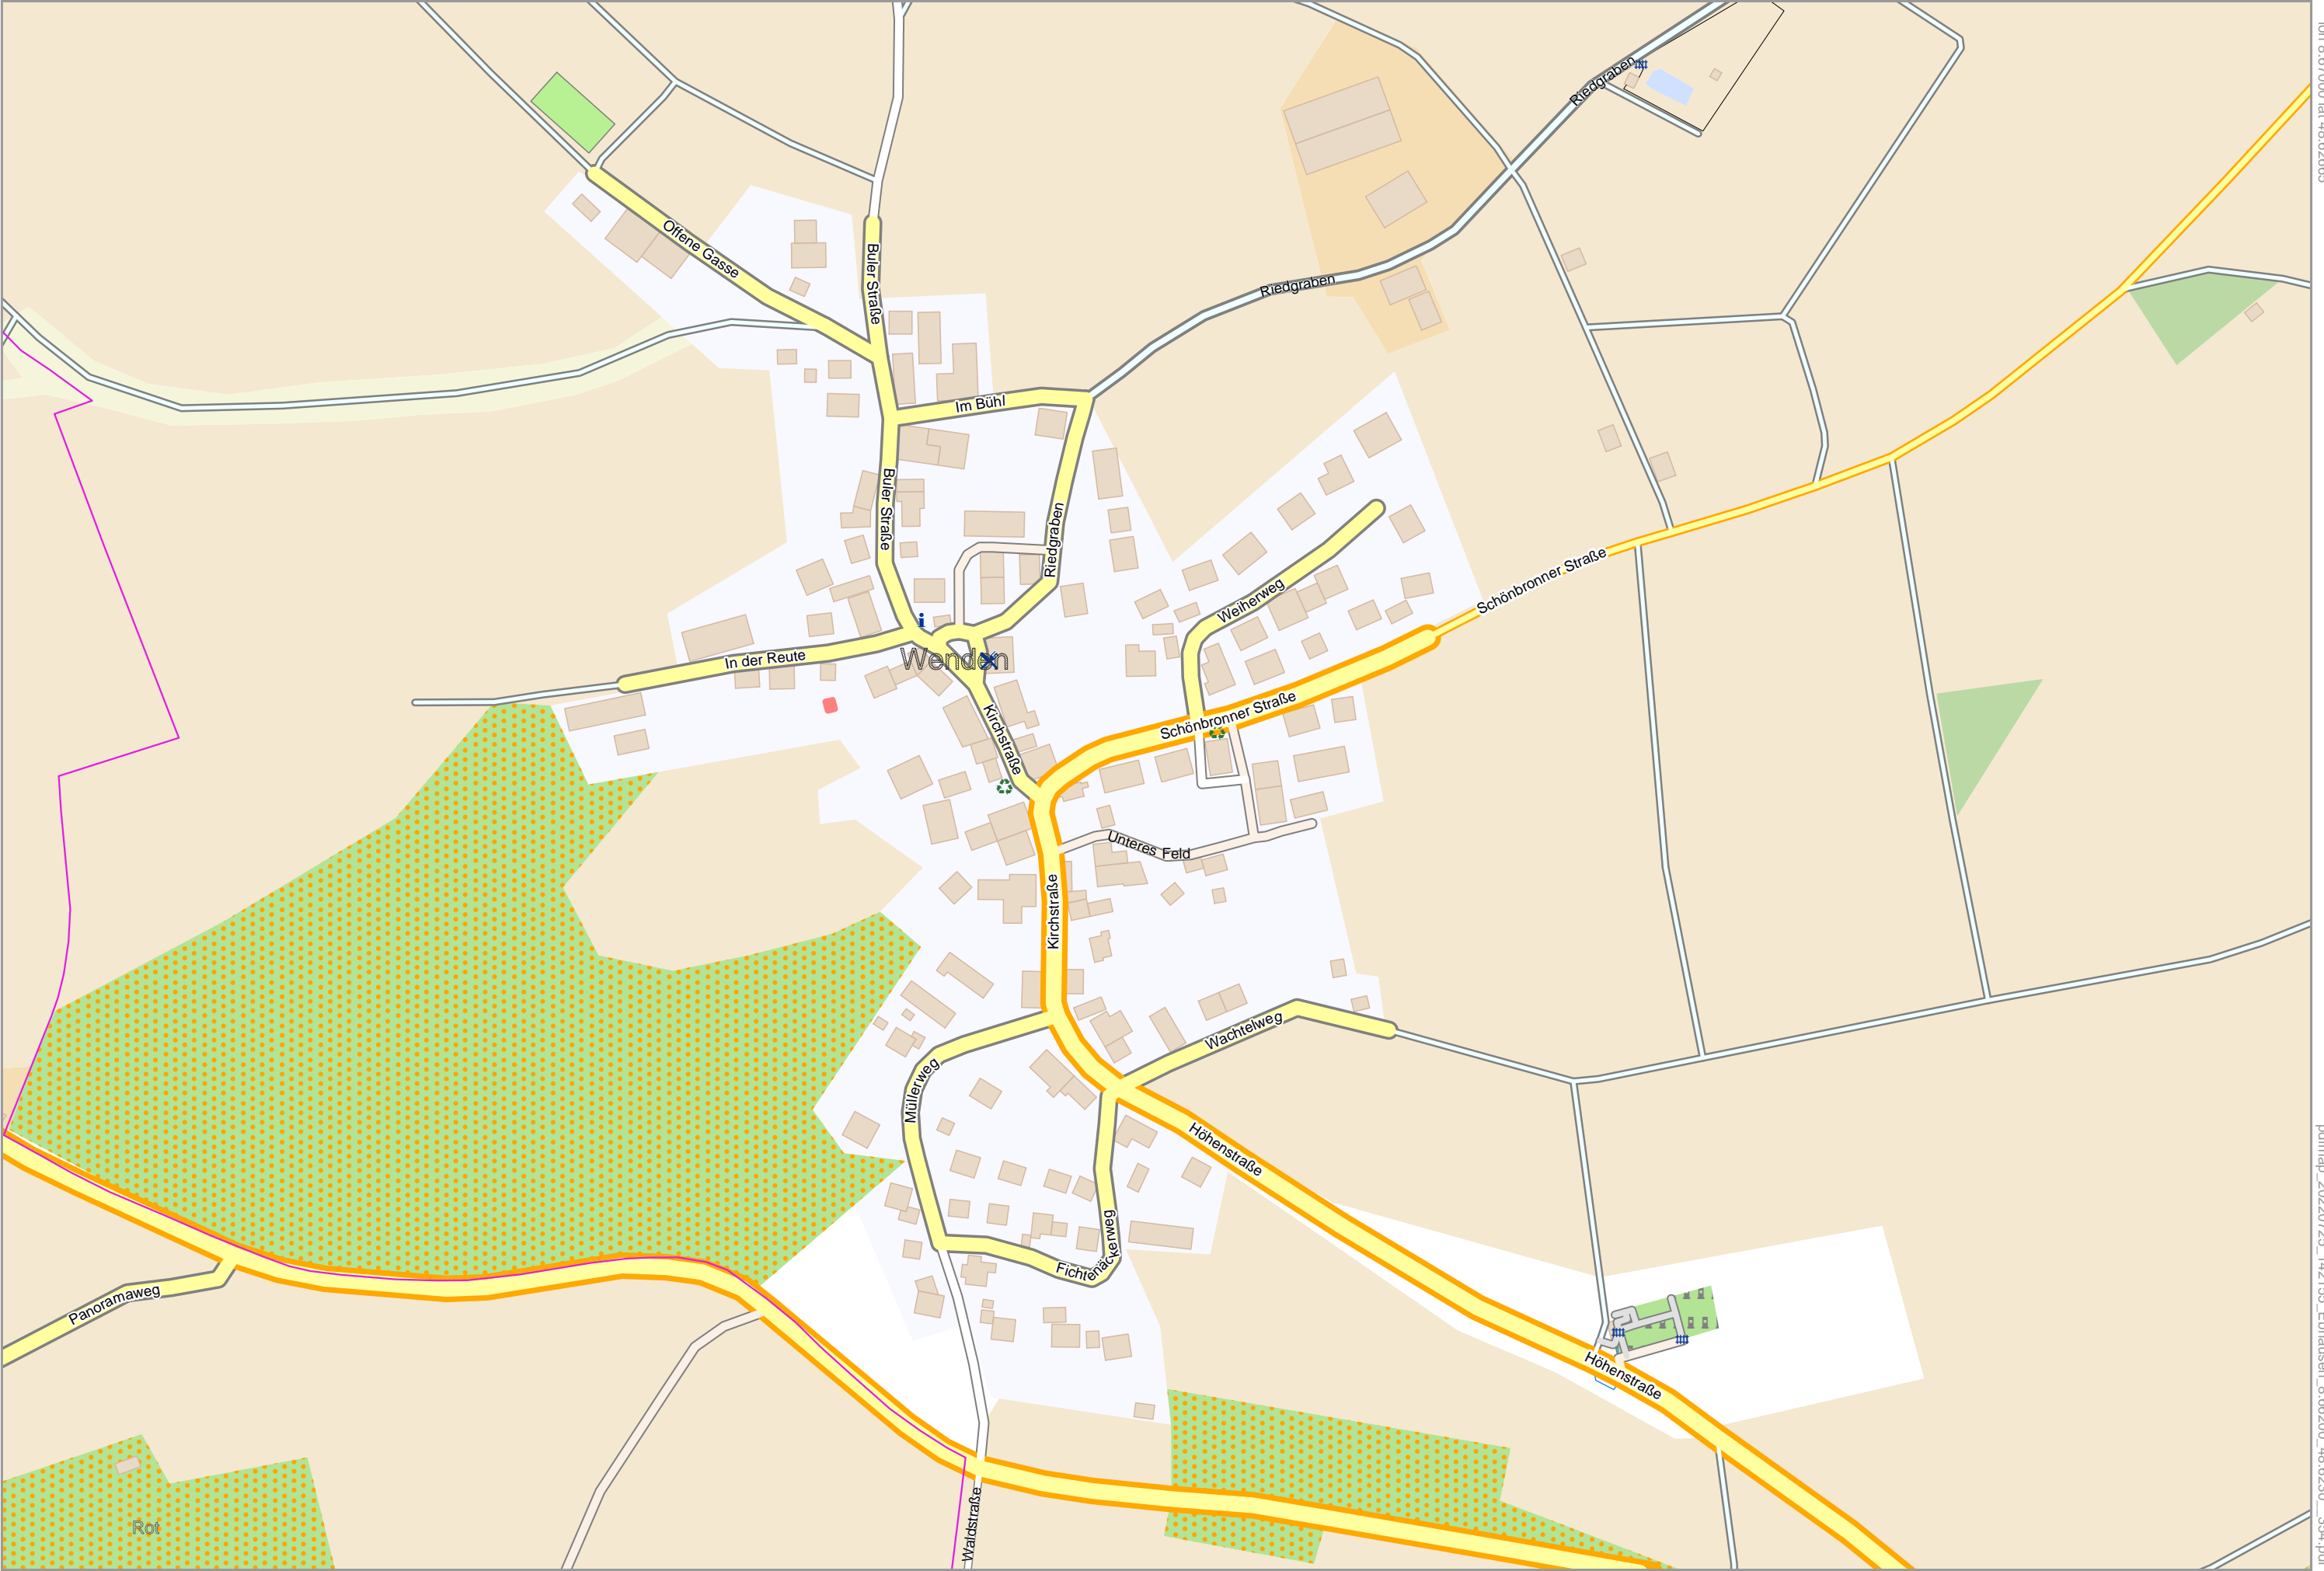 Riedgraben
Offene Gasse
Buler Straße
Riedgraben
Im Bühl
Buler Straße
Riedgraben
Schönbronner Straße
Weiherweg
In der Reute
Wenden
Schönbronner Straße
Kirchstraße
Unteres Feld
Kirchstraße
Wachtelweg
Müllerweg
Höhenstraße
Fichtenäckerweg
Panoramaweg
Höhenstraße
Waldstraße
Rot